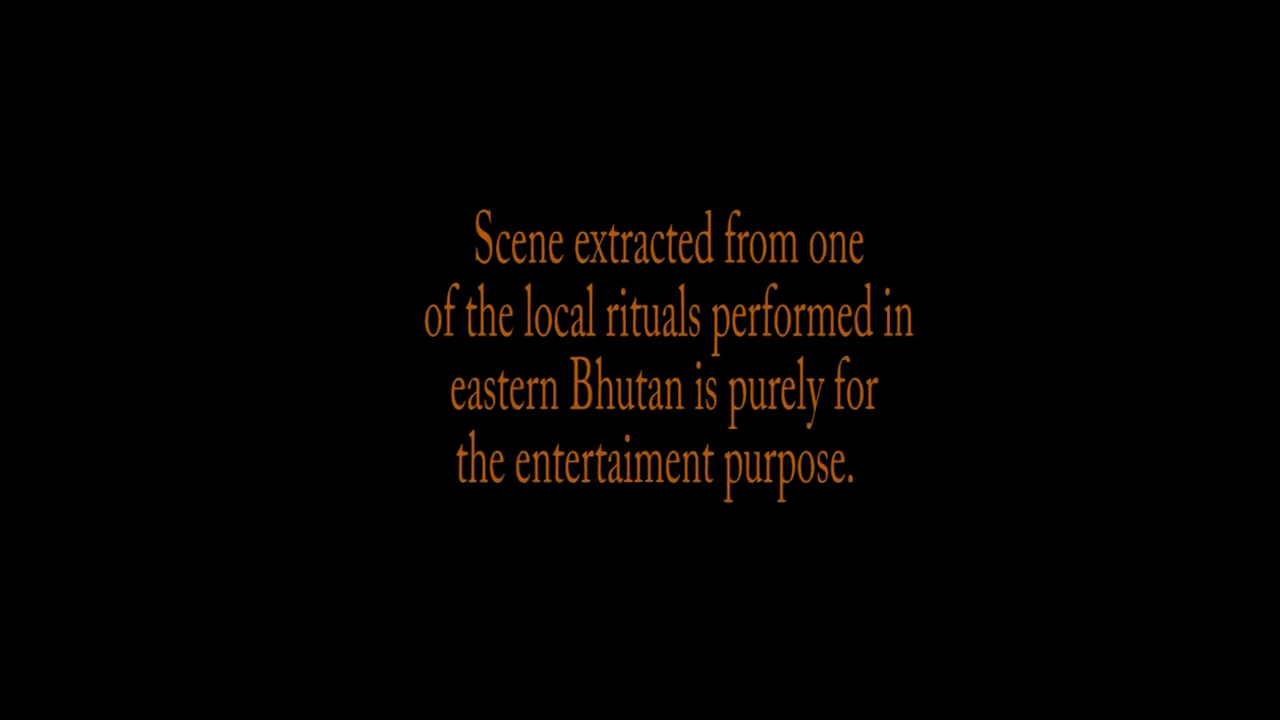 Scene extracted from one
of the local rituals performed in
eastern Bhutan is purely for
the entertaiment purpose.